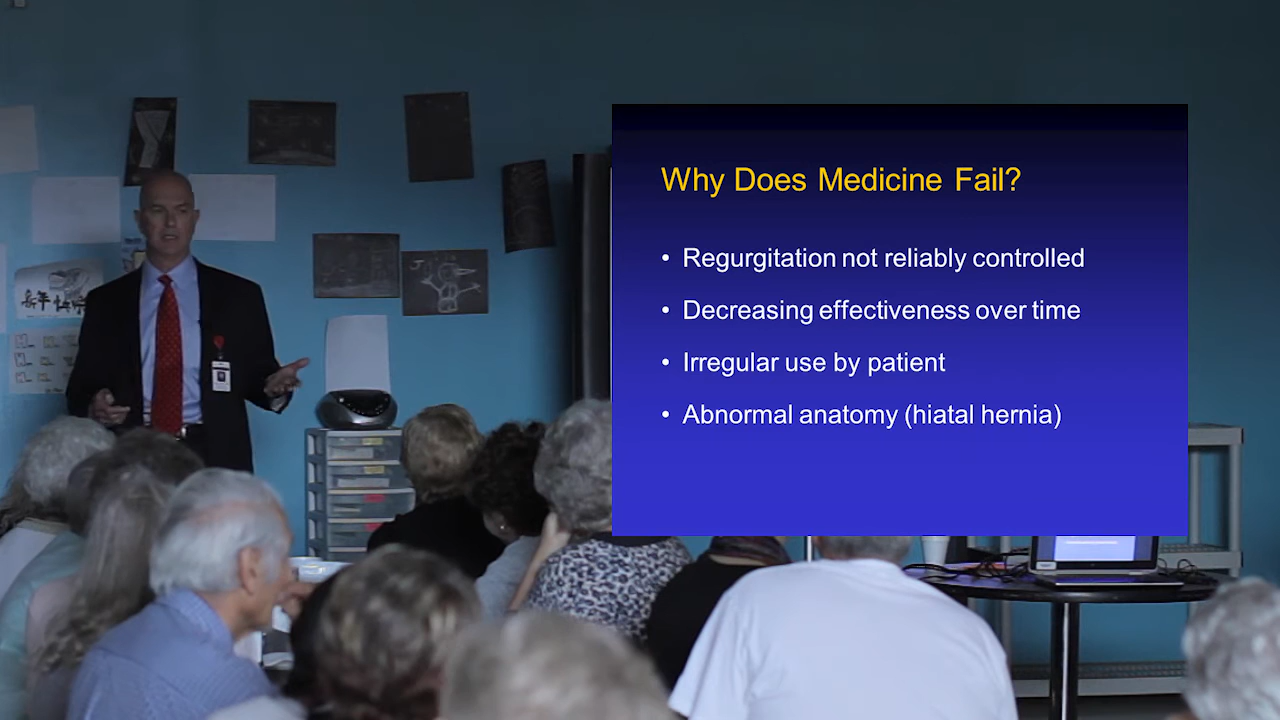 Why Does Medicine Fail?
• Regurgitation not reliably controlled
• Decreasing effectiveness over time
• Irregular use by patient
• Abnormal anatomy (hiatal hernia)